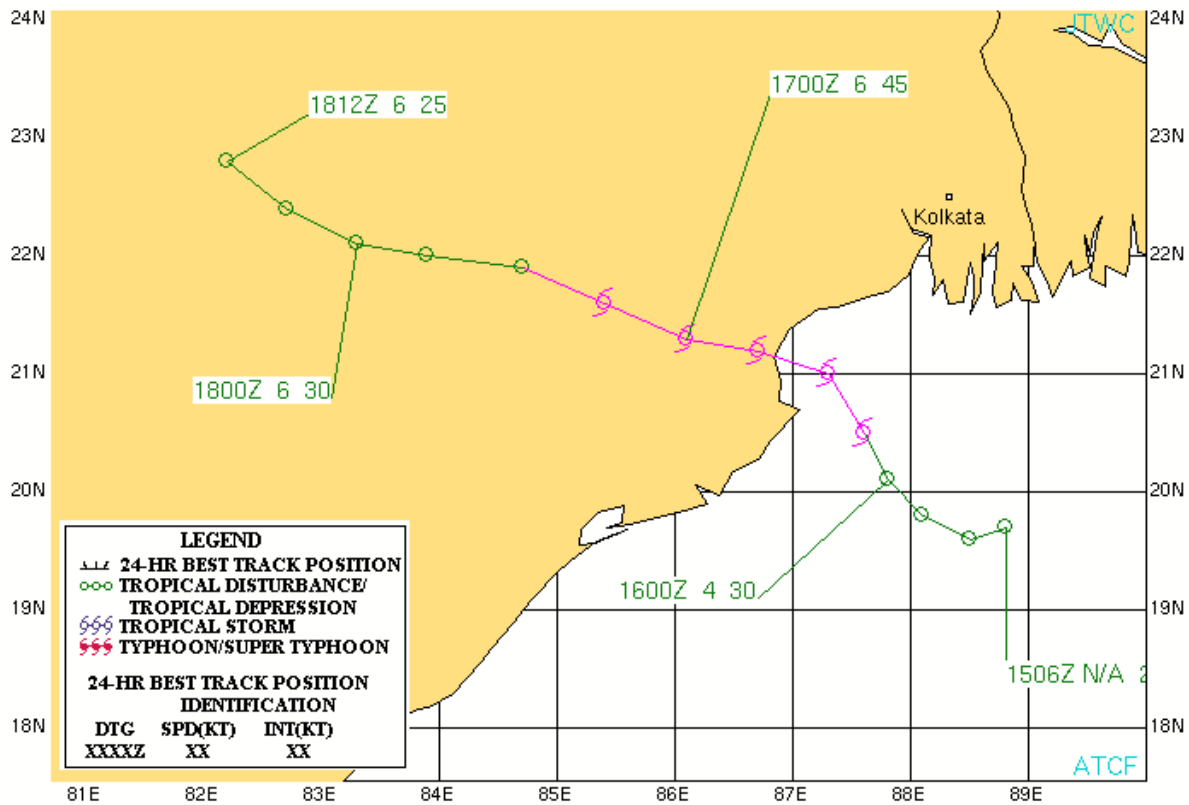 24N
24N
JTWC
1700Z 6 45
1812Z 6 25
23N
23N
Kolkata
22N
22N
21N
21N
1800Z 6 30
20N
20N
1600Z 4 30
19N
19N
1506Z N/A
18N
18N
LEGEND
24-HR BEST TRACK POSITION
TROPICAL DISTURBANCE/
TROPICAL DEPRESSION
TROPICAL STORM
TYPHOON/SUPER TYPHOON
24-HR BEST TRACK POSITION
IDENTIFICATION
DTG SPD(KT) INT(KT)
XXXXZ XX XX
ATCF
81E 82E 83E 84E 85E 86E 87E 88E 89E